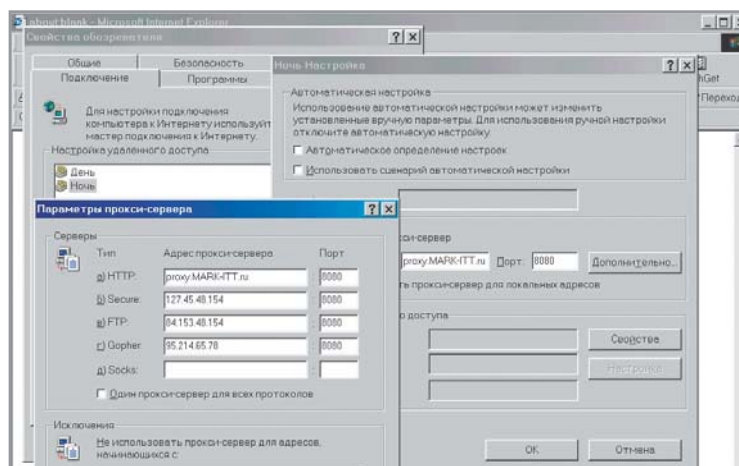 about:blank - Microsoft Internet Explorer
Свойства обозревателя
Общие
Безопасность
Подключение
Программы
Для настройки подключения
компьютера к Интернету используйт
мастер подключения к Интернету.
Настройка удаленного доступа
День
Ночь
Ночь Настройка
hGet
Переход
Автоматическая настройка
Использование автоматической настройки может изменить
установленные вручную параметры. Для использования ручной настройки
отключите автоматическую настройку
Автоматическое определение настроек
Использовать сценарий автоматической настройки
кси-сервер
proxy.MARK-ITT.ru
Порт:
8080
Дополнительно...
ть прокси-сервер для локальных адресов
о доступа
Свойства
Настройка
OK
Отмена
Параметры прокси-сервера
Серверы
Тип
Адрес прокси-сервера
Порт
а) HTTP:
proxy.MARK-ITT.ru
:
8080
б) Secure:
127.45.48.154
:
8080
в) FTP:
84.153.48.154
:
8080
г) Gopher:
95.214.65.78
:
8080
д) Socks:
:
Один прокси-сервер для всех протоколов
Исключения
Не использовать прокси-сервер для адресов,
начинающихся с: